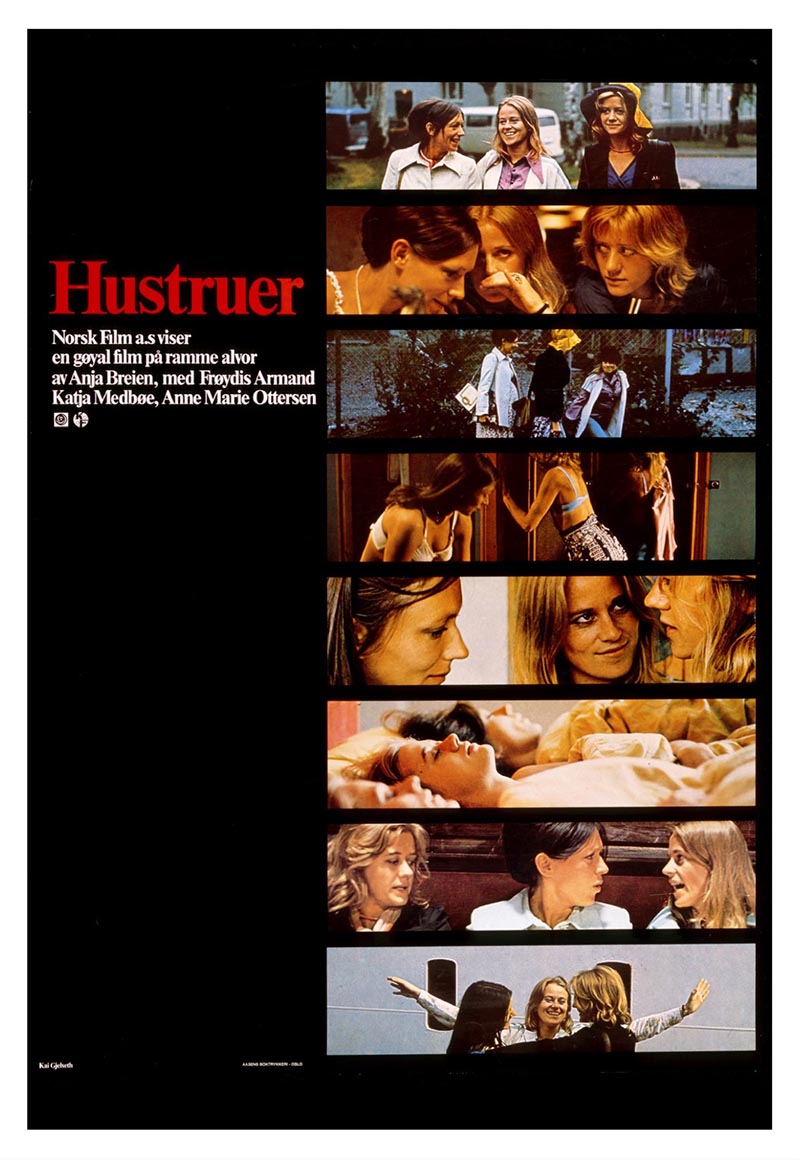 Hustruer
Norsk Film a.s viser
en gøyal film på ramme alvor
av Anja Breien, med Frøydis Armand
Katja Medbøe, Anne Marie Ottersen
Kai Gjelseth
AASENS BOKTRYKKERI - OSLO